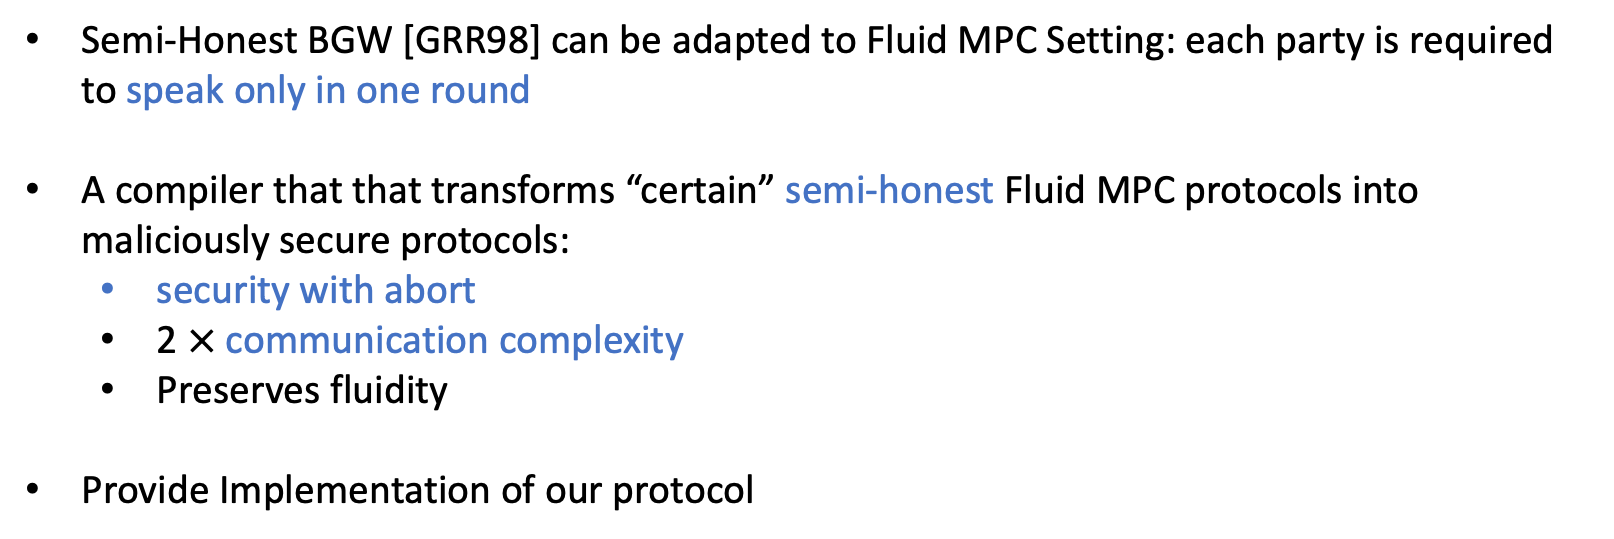 • Semi-Honest BGW [GRR98] can be adapted to Fluid MPC Setting: each party is required
to speak only in one round
• A compiler that that transforms “certain” semi-honest Fluid MPC protocols into
maliciously secure protocols:
• security with abort
• 2 × communication complexity
• Preserves fluidity
• Provide Implementation of our protocol